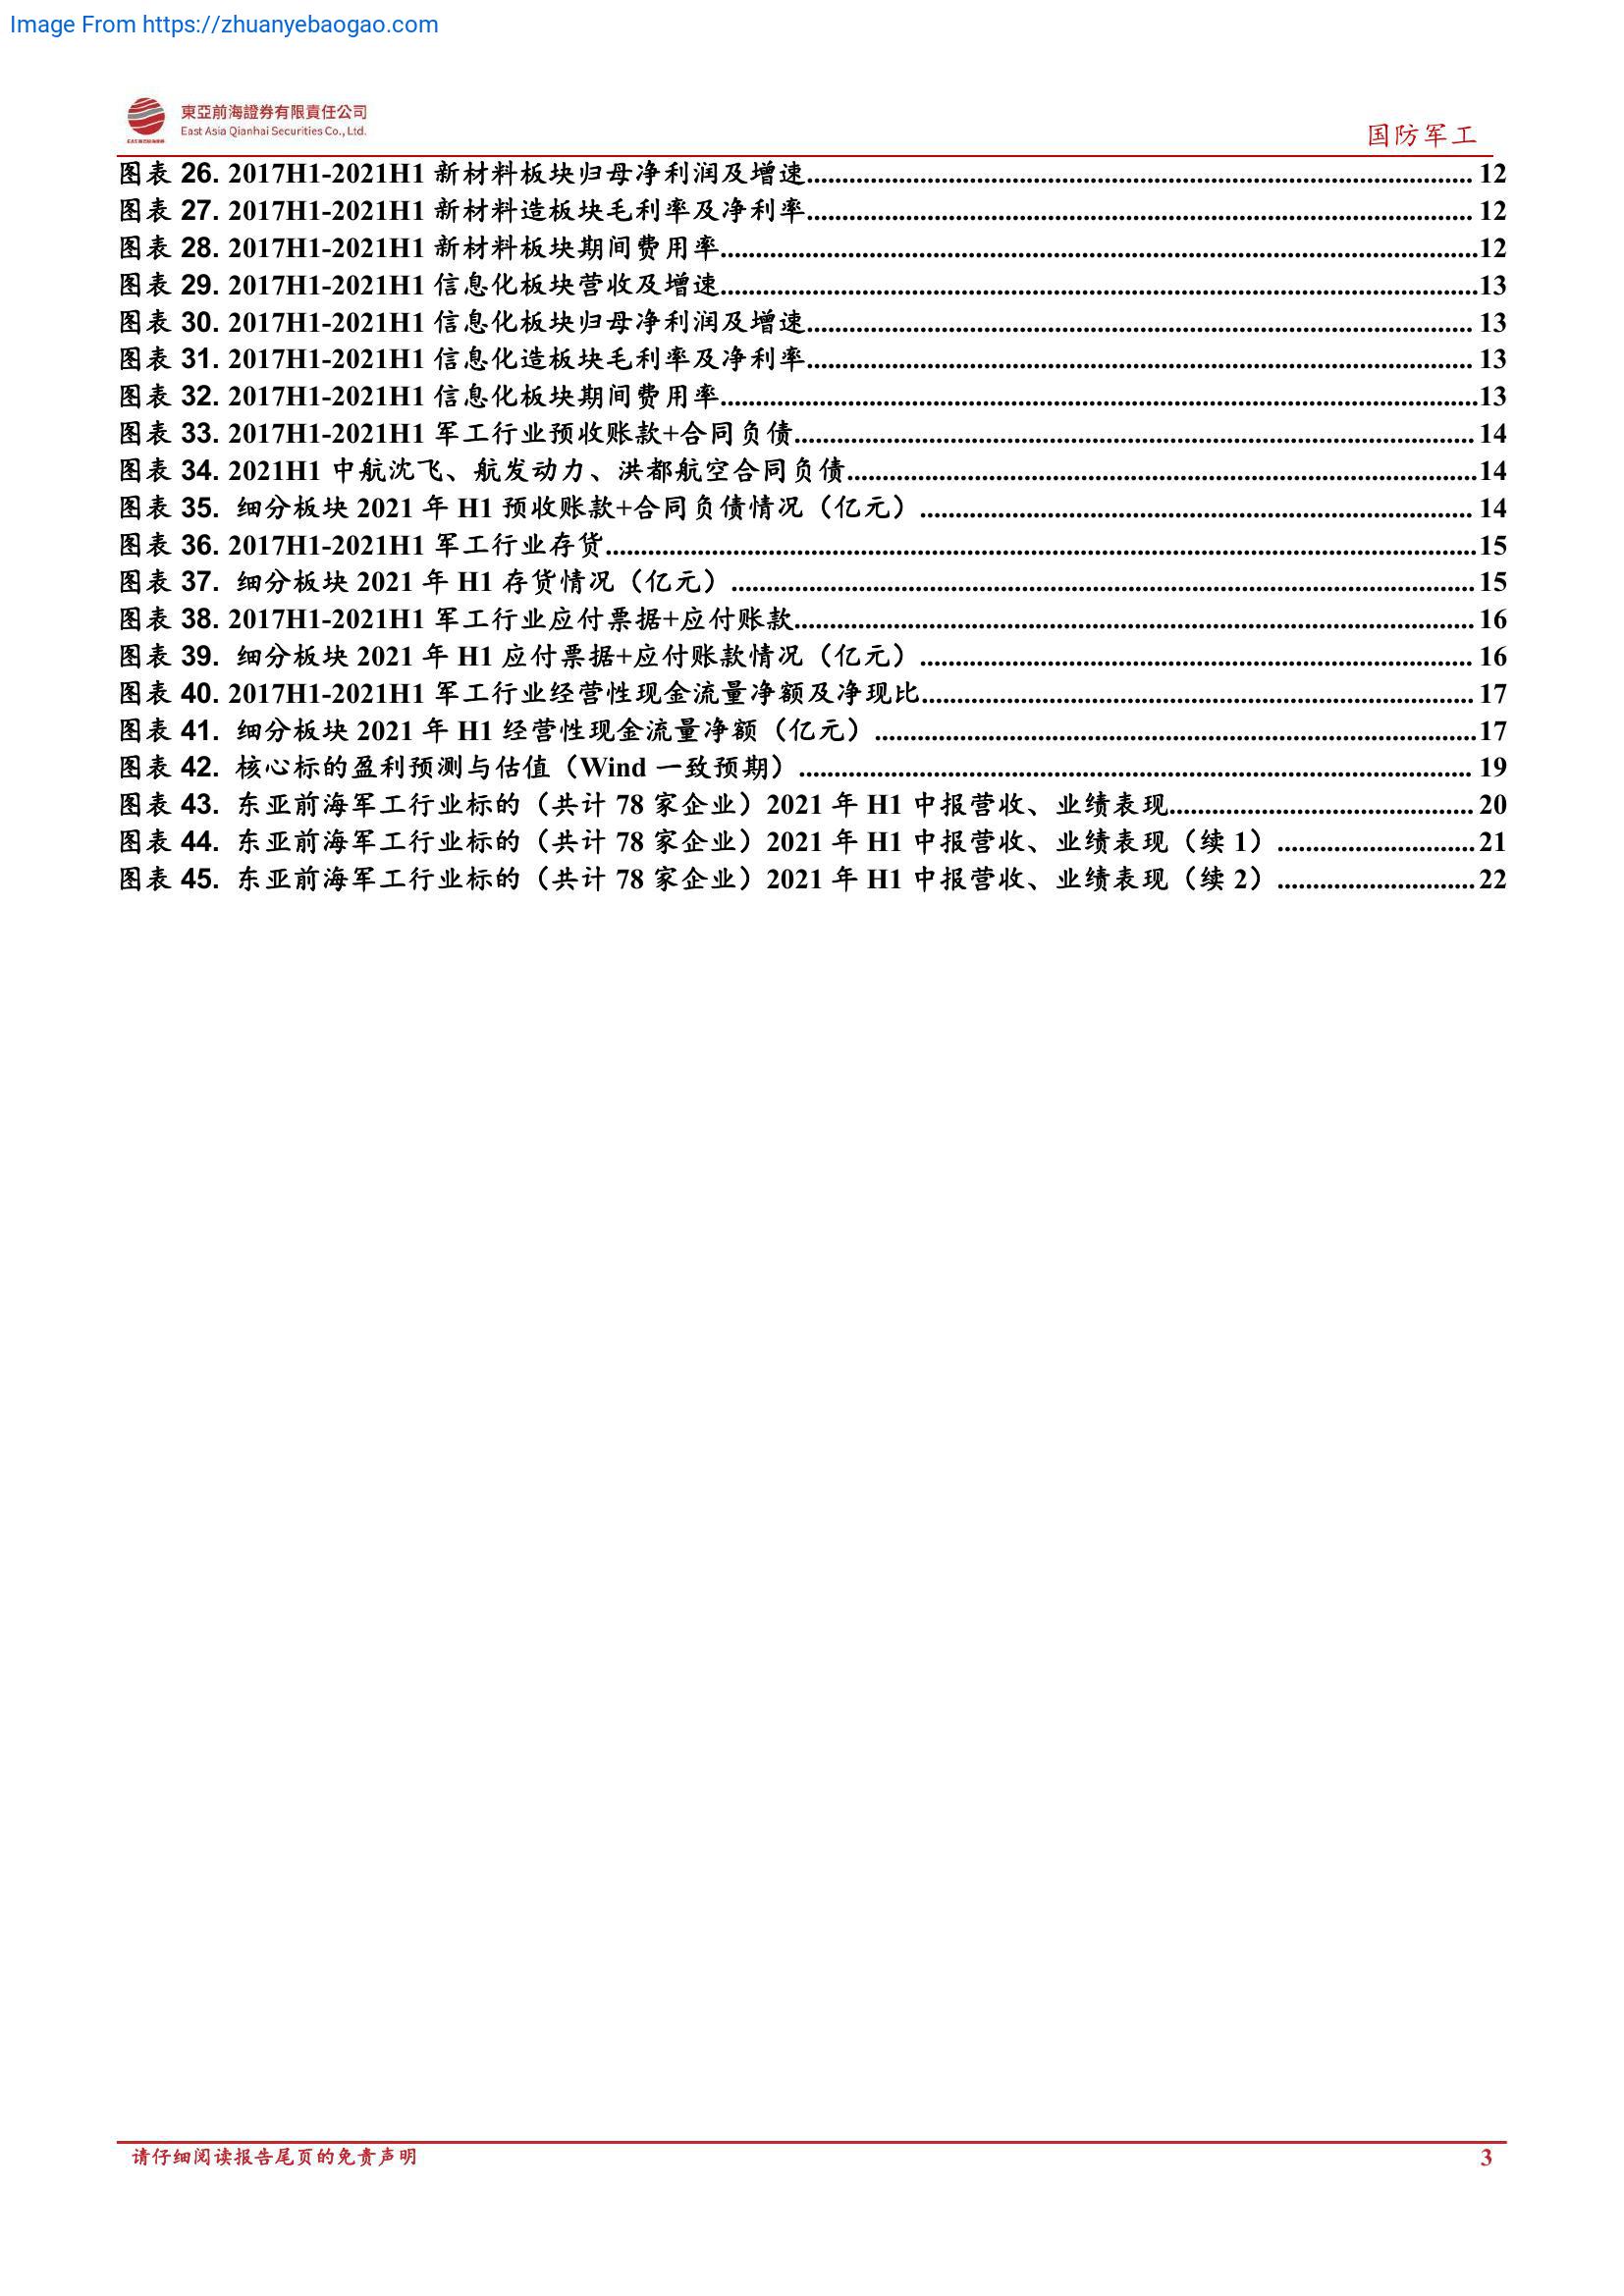 Image From https://zhuanyebaogao.com
東亞前海證券有限責任公司
East Asia Qianhai Securities Co., Ltd.
国防军工
图表 26. 2017H1-2021H1 新材料板块归母净利润及增速 12
图表 27. 2017H1-2021H1 新材料造板块毛利率及净利率 12
图表 28. 2017H1-2021H1 新材料板块期间费用率 12
图表 29. 2017H1-2021H1 信息化板块营收及增速 13
图表 30. 2017H1-2021H1 信息化板块归母净利润及增速 13
图表 31. 2017H1-2021H1 信息化造板块毛利率及净利率 13
图表 32. 2017H1-2021H1 信息化板块期间费用率 13
图表 33. 2017H1-2021H1 军工行业预收账款+合同负债 14
图表 34. 2021H1 中航沈飞、航发动力、洪都航空合同负债 14
图表 35. 细分板块 2021 年 H1 预收账款+合同负债情况（亿元） 14
图表 36. 2017H1-2021H1 军工行业存货 15
图表 37. 细分板块 2021 年 H1 存货情况（亿元） 15
图表 38. 2017H1-2021H1 军工行业应付票据+应付账款 16
图表 39. 细分板块 2021 年 H1 应付票据+应付账款情况（亿元） 16
图表 40. 2017H1-2021H1 军工行业经营性现金流量净额及净现比 17
图表 41. 细分板块 2021 年 H1 经营性现金流量净额（亿元） 17
图表 42. 核心标的盈利预测与估值（Wind 一致预期） 19
图表 43. 东亚前海军工行业标的（共计 78 家企业）2021 年 H1 中报营收、业绩表现 20
图表 44. 东亚前海军工行业标的（共计 78 家企业）2021 年 H1 中报营收、业绩表现（续 1） 21
图表 45. 东亚前海军工行业标的（共计 78 家企业）2021 年 H1 中报营收、业绩表现（续 2） 22
请仔细阅读报告尾页的免责声明
3